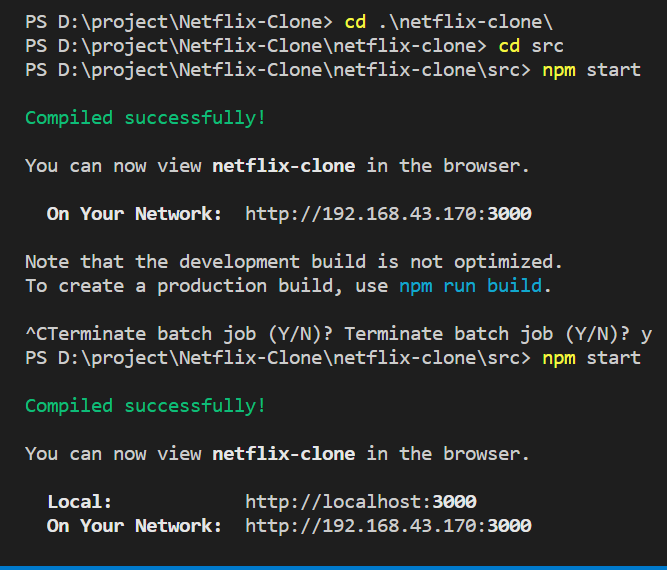 PS D:\project\Netflix-Clone> cd .\netflix-clone\
PS D:\project\Netflix-Clone\netflix-clone> cd src
PS D:\project\Netflix-Clone\netflix-clone\src> npm start
Compiled successfully!
You can now view netflix-clone in the browser.
On Your Network:  http://192.168.43.170:3000
Note that the development build is not optimized.
To create a production build, use npm run build.
^CTerminate batch job (Y/N)? Terminate batch job (Y/N)? y
PS D:\project\Netflix-Clone\netflix-clone\src> npm start
Compiled successfully!
You can now view netflix-clone in the browser.
Local:            http://localhost:3000
On Your Network:  http://192.168.43.170:3000